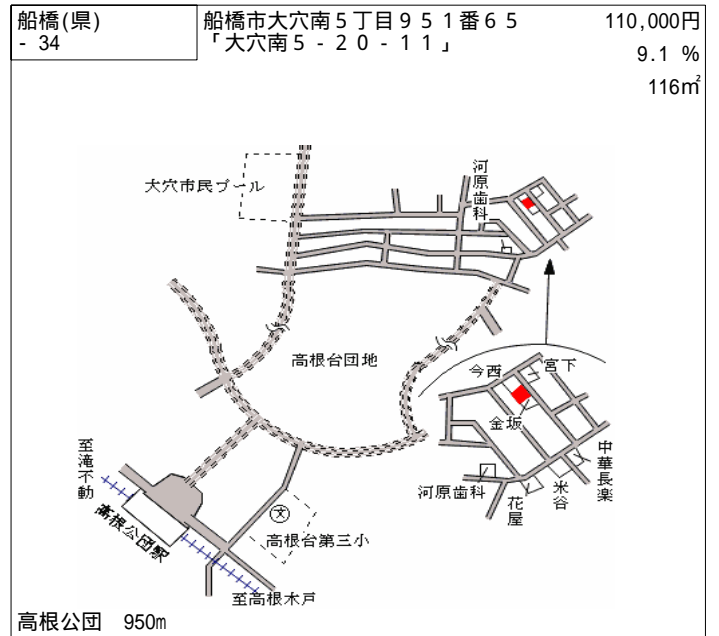 船橋(県)
- 34
船橋市大穴南５丁目９５１番６５
「大穴南５-２０-１１」
110,000円
9.1 %
116㎡
大穴市民プール
河原歯科
高根台団地
今西
宮下
金坂
中華長楽
米谷
花屋
河原歯科
至滝不動
高根公団駅
文
高根台第三小
至高根木戸
高根公団 950m